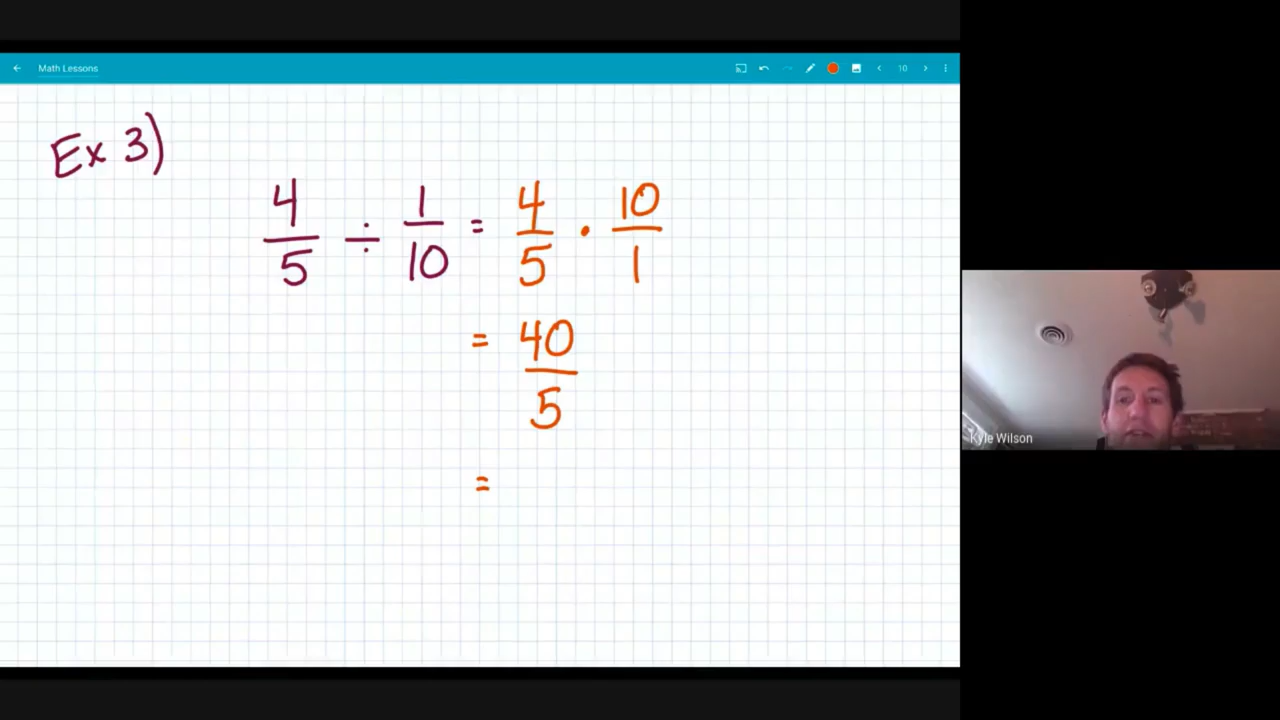 Math Lessons
10
Ex 3)
4/5 ÷ 1/10 = 4/5 · 10/1
= 40/5
=
Kyle Wilson